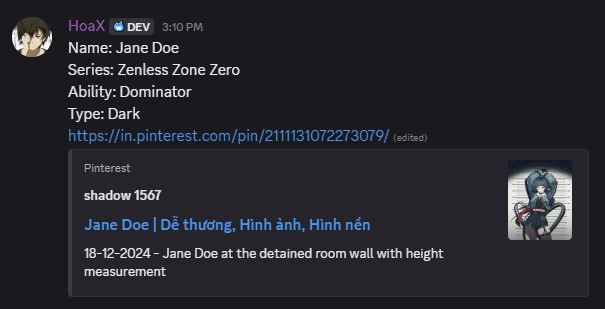 HoaX DEV 3:10 PM
Name: Jane Doe
Series: Zenless Zone Zero
Ability: Dominator
Type: Dark
https://in.pinterest.com/pin/2111131072273079/ (edited)
Pinterest
shadow 1567
Jane Doe | Dễ thương, Hình ảnh, Hình nền
18-12-2024 - Jane Doe at the detained room wall with height
measurement